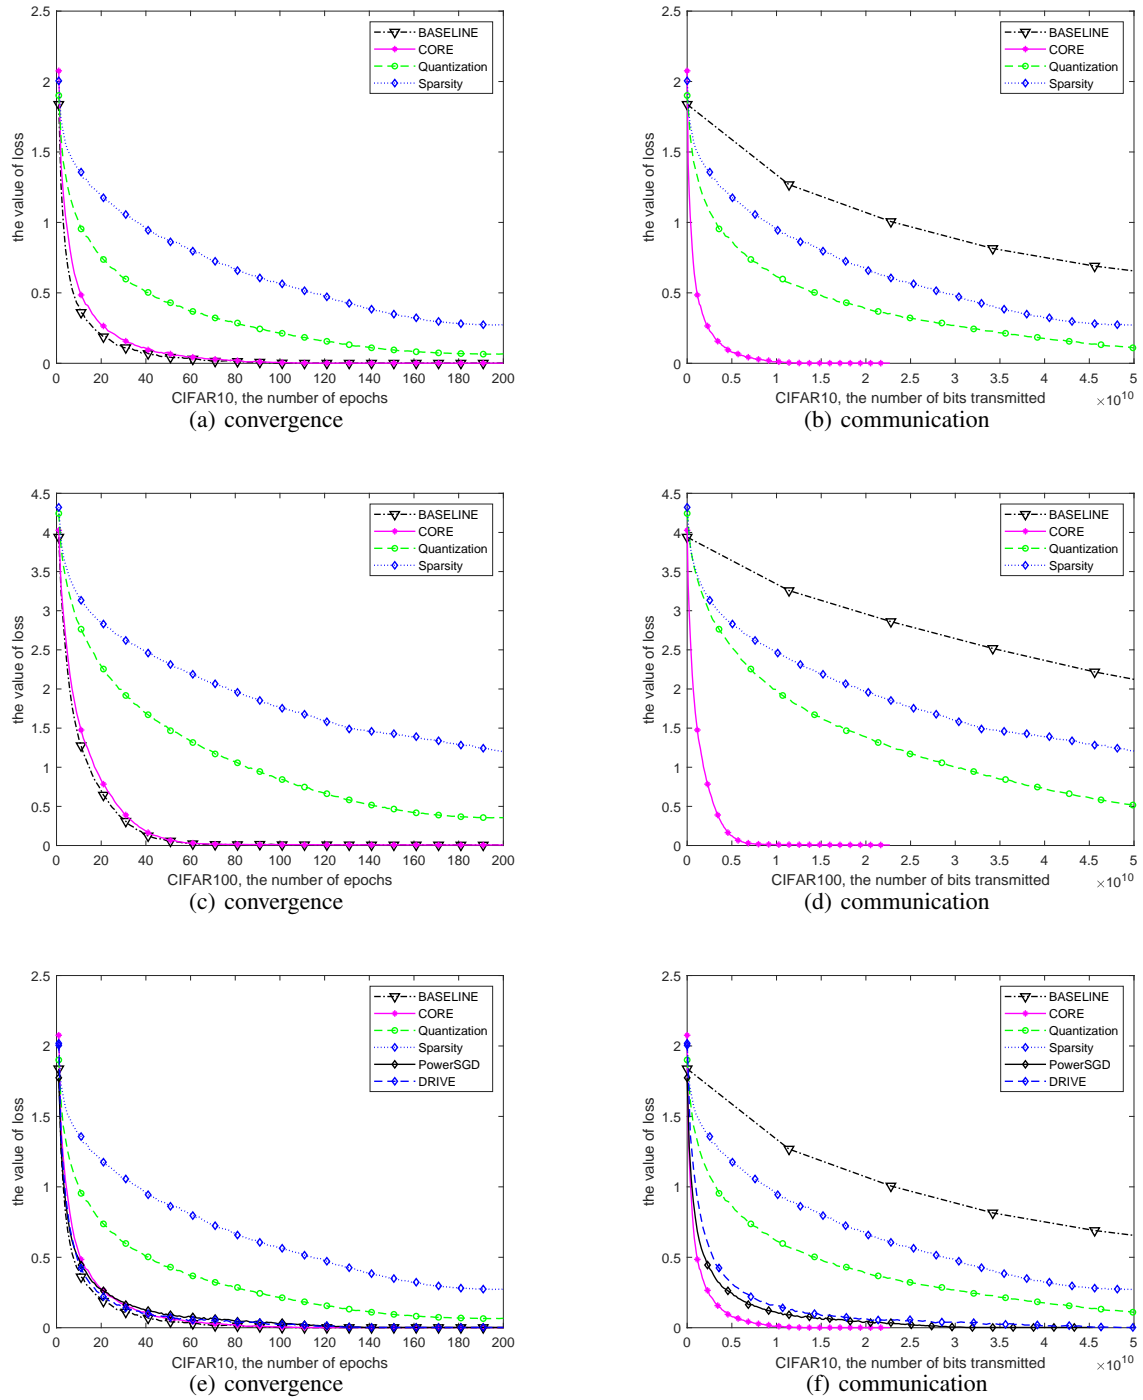 2.5
2
1.5
1
0.5
0
the value of loss
BASELINE
CORE
Quantization
Sparsity
0 20 40 60 80 100 120 140 160 180 200
CIFAR10, the number of epochs
(a) convergence
2.5
2
1.5
1
0.5
0
the value of loss
BASELINE
CORE
Quantization
Sparsity
0 0.5 1 1.5 2 2.5 3 3.5 4 4.5 5
CIFAR10, the number of bits transmitted
×10^10
(b) communication
4.5
4
3.5
3
2.5
2
1.5
1
0.5
0
the value of loss
BASELINE
CORE
Quantization
Sparsity
0 20 40 60 80 100 120 140 160 180 200
CIFAR100, the number of epochs
(c) convergence
4.5
4
3.5
3
2.5
2
1.5
1
0.5
0
the value of loss
BASELINE
CORE
Quantization
Sparsity
0 0.5 1 1.5 2 2.5 3 3.5 4 4.5 5
CIFAR100, the number of bits transmitted
×10^10
(d) communication
2.5
2
1.5
1
0.5
0
the value of loss
BASELINE
CORE
Quantization
Sparsity
PowerSGD
DRIVE
0 20 40 60 80 100 120 140 160 180 200
CIFAR10, the number of epochs
(e) convergence
2.5
2
1.5
1
0.5
0
the value of loss
BASELINE
CORE
Quantization
Sparsity
PowerSGD
DRIVE
0 0.5 1 1.5 2 2.5 3 3.5 4 4.5 5
CIFAR10, the number of bits transmitted
×10^10
(f) communication